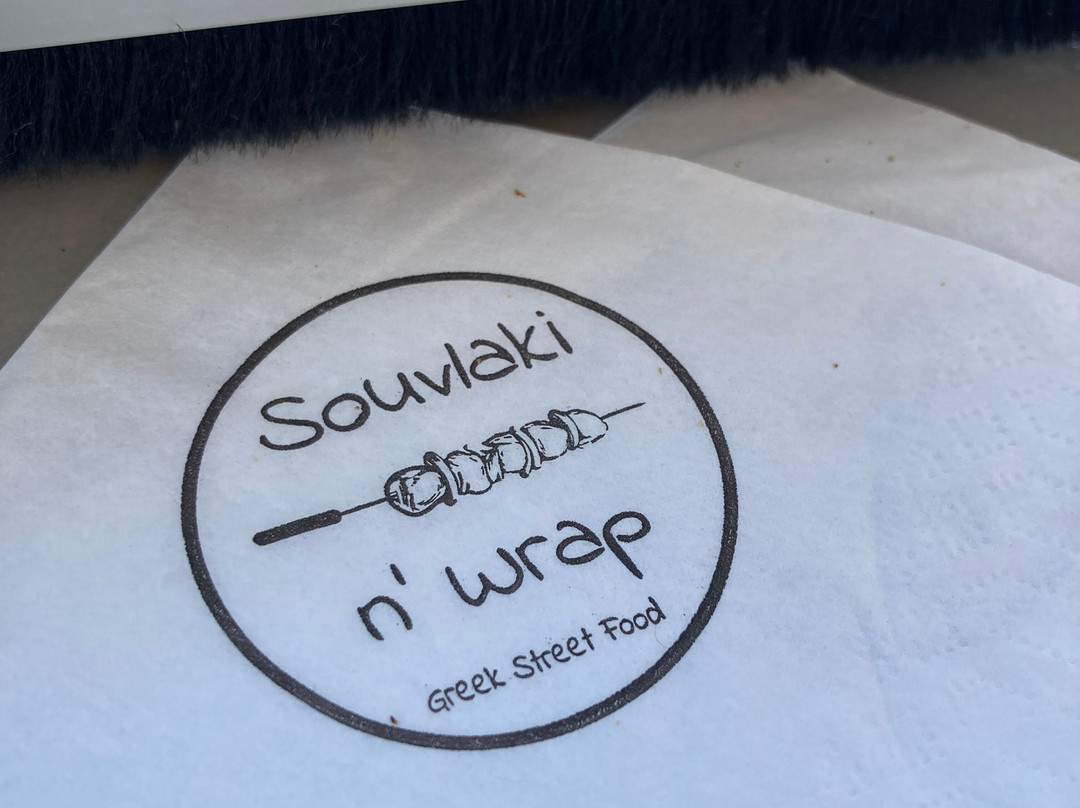 Souvlaki
n' wrap
Greek Street Food